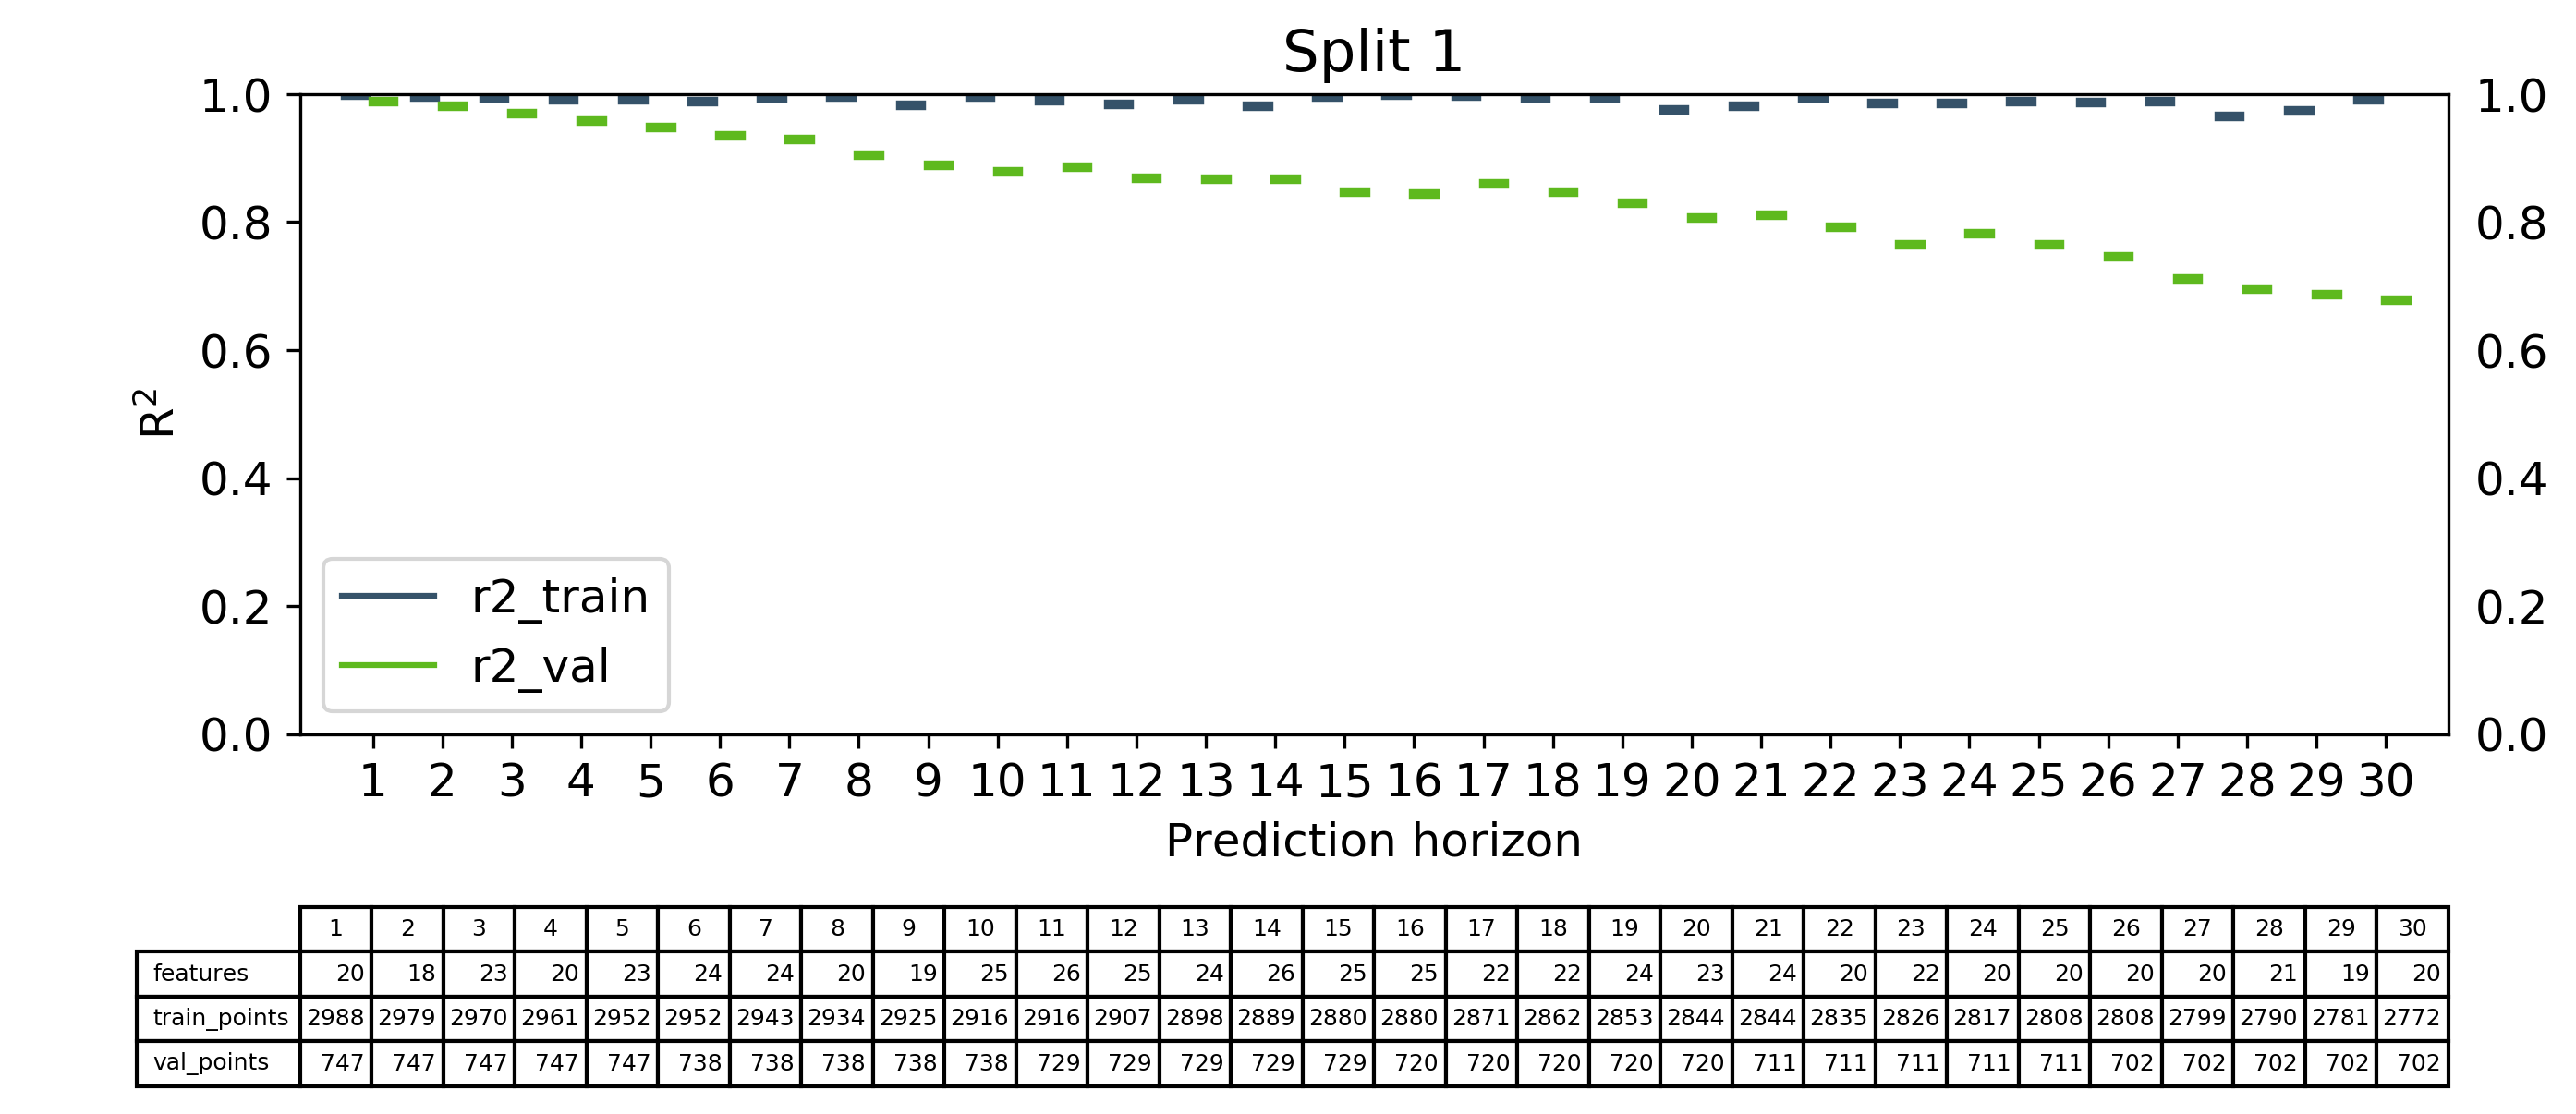 Split 1
1.0 1.0
0.8 0.8
0.6 0.6
0.4 0.4
0.2 0.2
0.0 0.0
R²
r2_train
r2_val
1 2 3 4 5 6 7 8 9 10 11 12 13 14 15 16 17 18 19 20 21 22 23 24 25 26 27 28 29 30
Prediction horizon
1 2 3 4 5 6 7 8 9 10 11 12 13 14 15 16 17 18 19 20 21 22 23 24 25 26 27 28 29 30
features 20 18 23 20 23 24 24 20 19 25 26 25 24 26 25 25 22 22 24 23 24 20 22 20 20 20 20 21 19 20
train_points 2988 2979 2970 2961 2952 2952 2943 2934 2925 2916 2916 2907 2898 2889 2880 2880 2871 2862 2853 2844 2844 2835 2826 2817 2808 2808 2799 2790 2781 2772
val_points 747 747 747 747 747 738 738 738 738 738 729 729 729 729 729 720 720 720 720 720 711 711 711 711 711 702 702 702 702 702